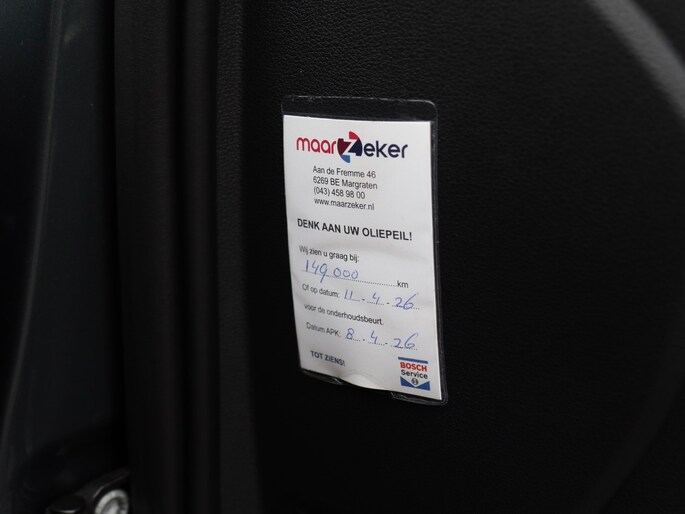 maarzeker
Aan de Fremme 46
6269 BE Margraten
(043) 458 98 00
www.maarzeker.nl
DENK AAN UW OLIEPEIL!
Wij zien u graag bij:
149.000 km
Of op datum: 11.4.26
voor de onderhoudsbeurt.
Datum APK: 8.4.26
TOT ZIENS!
BOSCH
Service